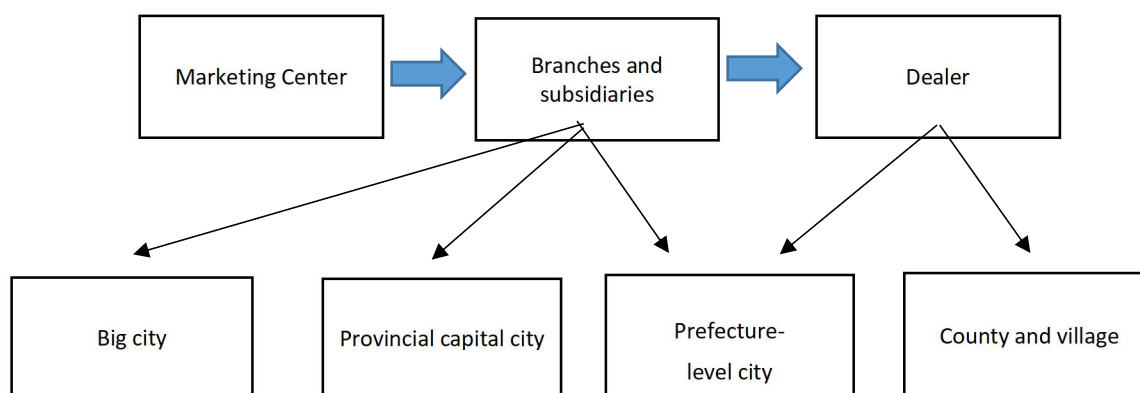 Marketing Center
Branches and
subsidiaries
Dealer
Big city
Provincial capital city
Prefecture-
level city
County and village